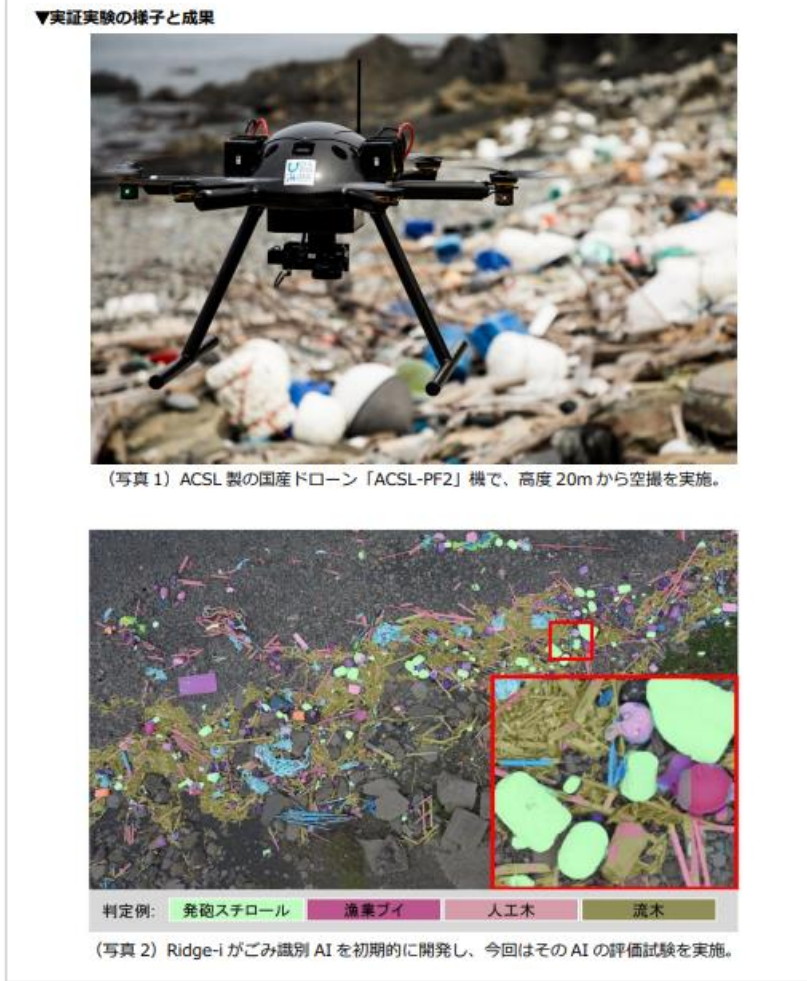 ▼実証実験の様子と成果
（写真 1）ACSL 製の国産ドローン「ACSL-PF2」機で、高度 20m から空撮を実施。
判定例: 発砲スチロール 漁業ブイ 人工木 流木
（写真 2）Ridge-i がごみ識別 AI を初期的に開発し、今回はその AI の評価試験を実施。